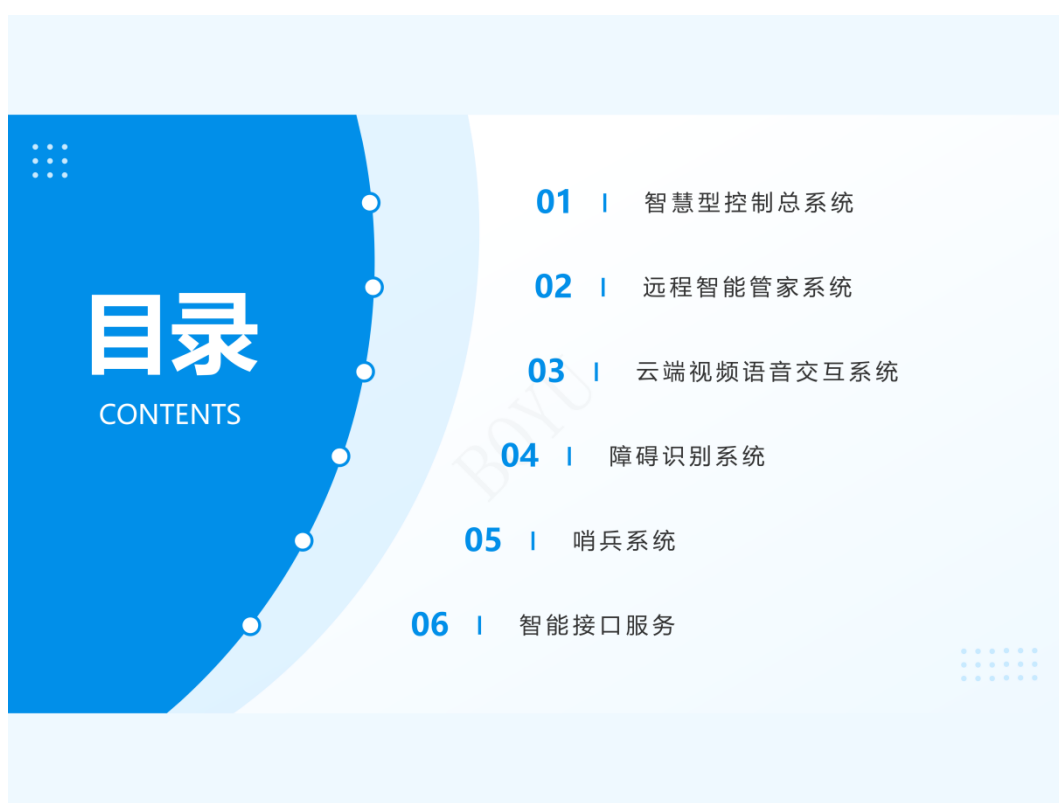 目录
CONTENTS
01 智慧型控制总系统
02 远程智能管家系统
03 云端视频语音交互系统
04 障碍识别系统
05 哨兵系统
06 智能接口服务
BOYU